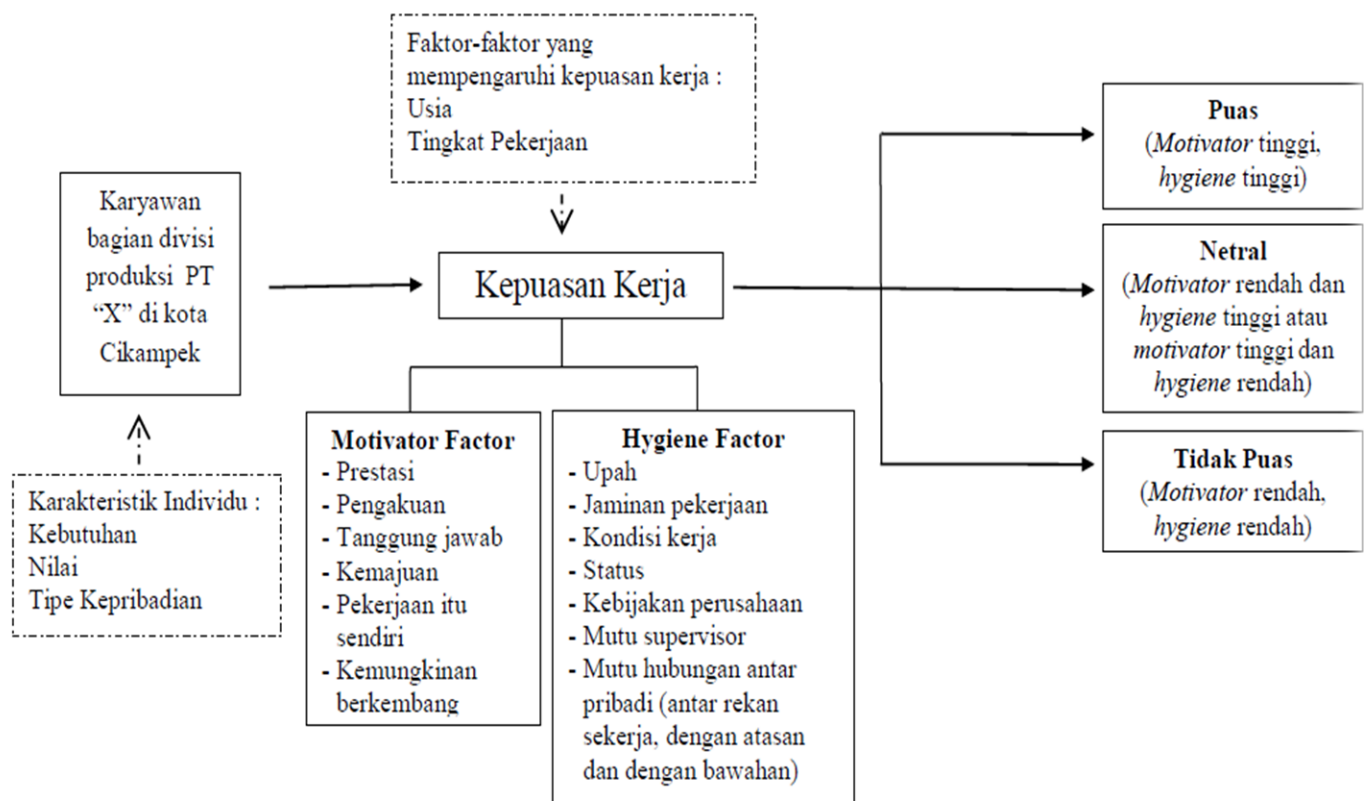 Faktor-faktor yang
mempengaruhi kepuasan kerja :
Usia
Tingkat Pekerjaan
Karyawan
bagian divisi
produksi PT
“X” di kota
Cikampek
Kepuasan Kerja
Puas
(Motivator tinggi,
hygiene tinggi)
Netral
(Motivator rendah dan
hygiene tinggi atau
motivator tinggi dan
hygiene rendah)
Tidak Puas
(Motivator rendah,
hygiene rendah)
Karakteristik Individu :
Kebutuhan
Nilai
Tipe Kepribadian
Motivator Factor
- Prestasi
- Pengakuan
- Tanggung jawab
- Kemajuan
- Pekerjaan itu
sendiri
- Kemungkinan
berkembang
Hygiene Factor
- Upah
- Jaminan pekerjaan
- Kondisi kerja
- Status
- Kebijakan perusahaan
- Mutu supervisor
- Mutu hubungan antar
pribadi (antar rekan
sekerja, dengan atasan
dan dengan bawahan)